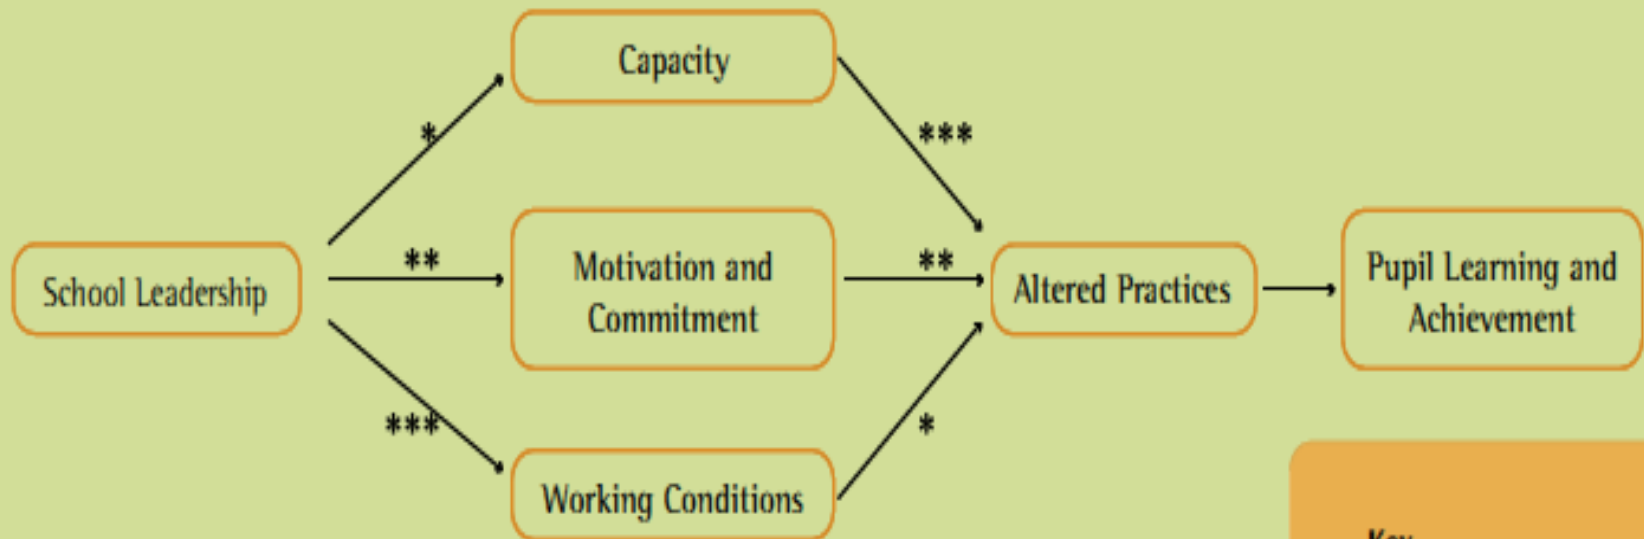 Capacity
*
***
School Leadership
**
Motivation and
Commitment
**
Altered Practices
Pupil Learning and
Achievement
***
*
Working Conditions